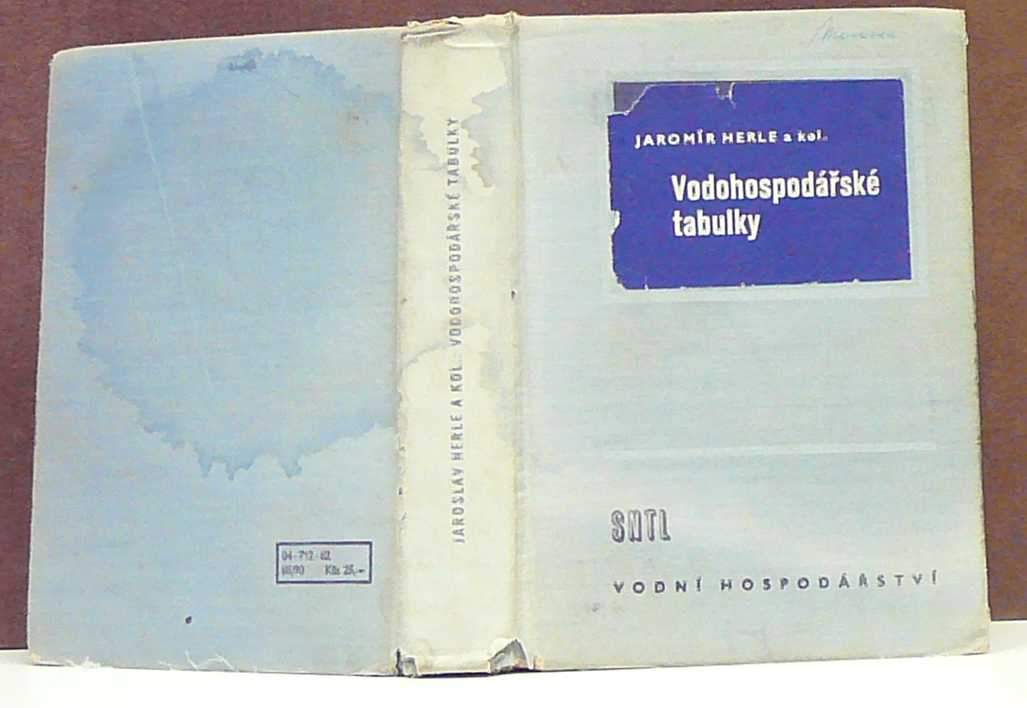 JAROMÍR HERLE a kol.
Vodohospodářské
tabulky
SNTL
VODNÍ HOSPODÁŘSTVÍ
JAROSLAV HERLE A KOL.: VODOHOSPODÁŘSKÉ TABULKY
04-712-62
Kčs 25,–